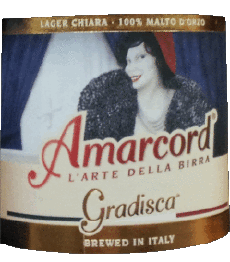 LAGER CHIARA · 100% MALTO D'ORZO
Amarcord®
L'ARTE DELLA BIRRA
Gradisca®
BREWED IN ITALY